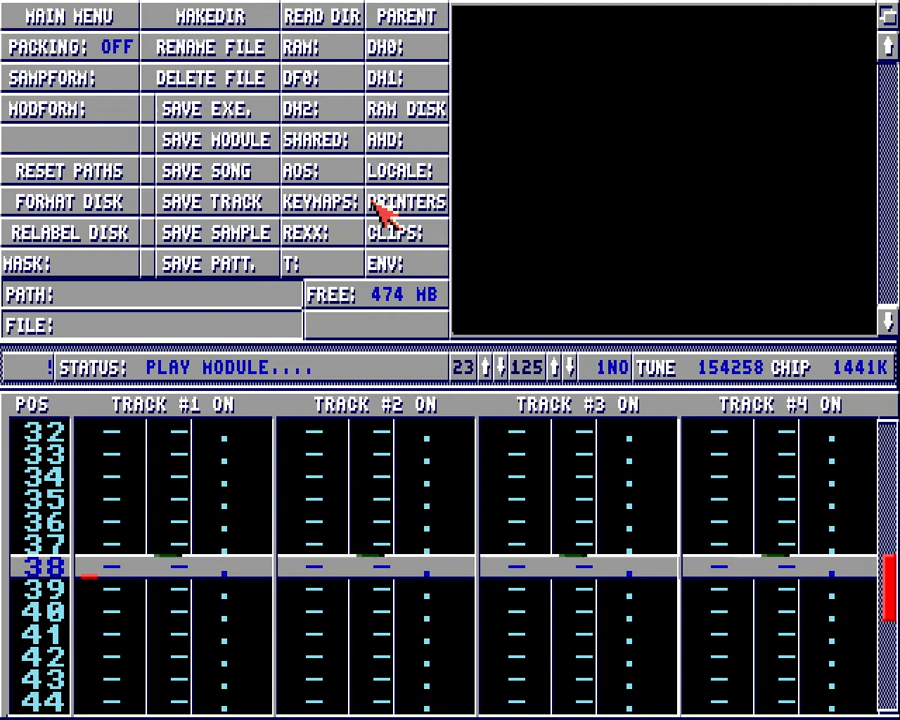 MAIN MENU MAKEDIR READ DIR PARENT
PACKING: OFF RENAME FILE RAM: DH0:
SAMPFORM: DELETE FILE DF0: DH1:
MODFORM: SAVE EXE. DH2: RAM DISK
SAVE MODULE SHARED: AHD:
RESET PATHS SAVE SONG AOS: LOCALE:
FORMAT DISK SAVE TRACK KEYMAPS: PRINTERS
RELABEL DISK SAVE SAMPLE REXX: CLIPS:
MASK: SAVE PATT. T: ENV:
PATH: FREE: 474 MB
FILE:
! STATUS: PLAY MODULE.... 23 125 1NO TUNE 154258 CHIP 1441K
POS TRACK #1 ON TRACK #2 ON TRACK #3 ON TRACK #4 ON
32
33
34
35
36
37
38
39
40
41
42
43
44